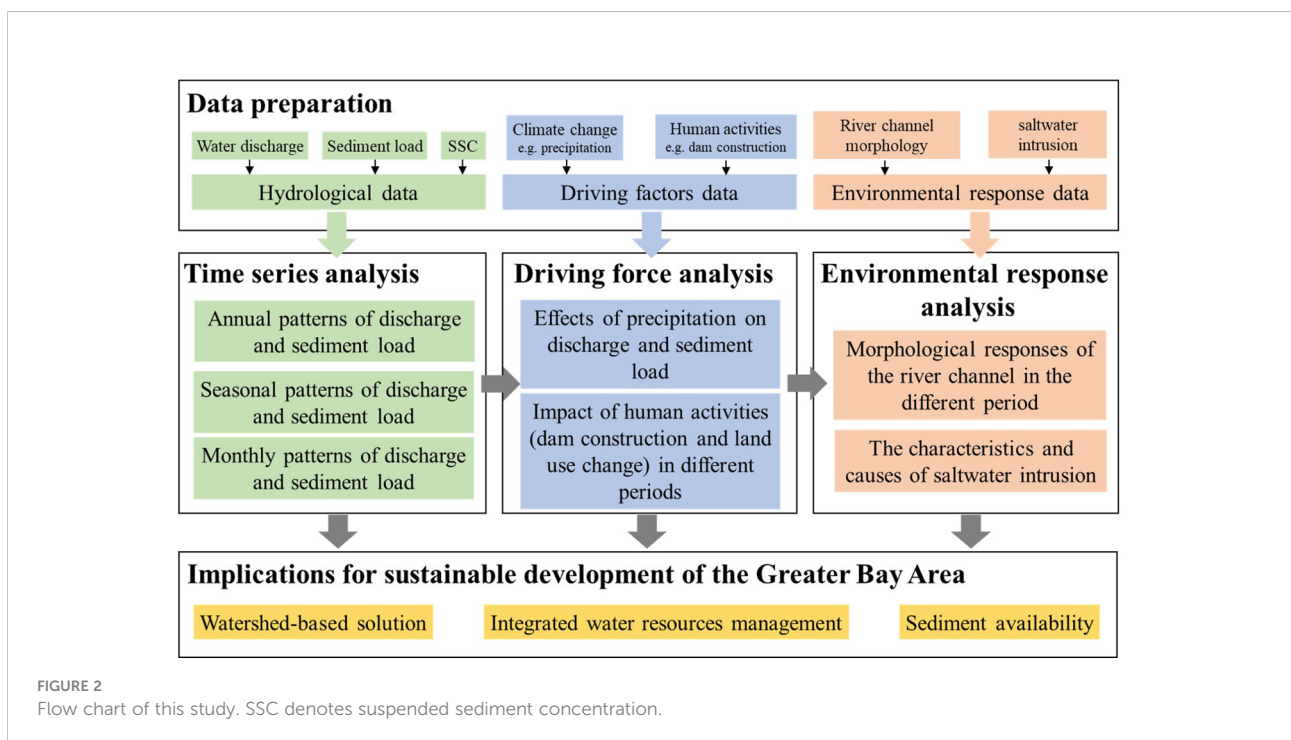 Data preparation
Water discharge
Sediment load
SSC
Hydrological data
Climate change
e.g. precipitation
Human activities
e.g. dam construction
Driving factors data
River channel
morphology
saltwater
intrusion
Environmental response data
Time series analysis
Annual patterns of discharge
and sediment load
Seasonal patterns of discharge
and sediment load
Monthly patterns of discharge
and sediment load
Driving force analysis
Effects of precipitation on
discharge and sediment
load
Impact of human activities
(dam construction and land
use change) in different
periods
Environmental response
analysis
Morphological responses of
the river channel in the
different period
The characteristics and
causes of saltwater intrusion
Implications for sustainable development of the Greater Bay Area
Watershed-based solution
Integrated water resources management
Sediment availability
FIGURE 2
Flow chart of this study. SSC denotes suspended sediment concentration.